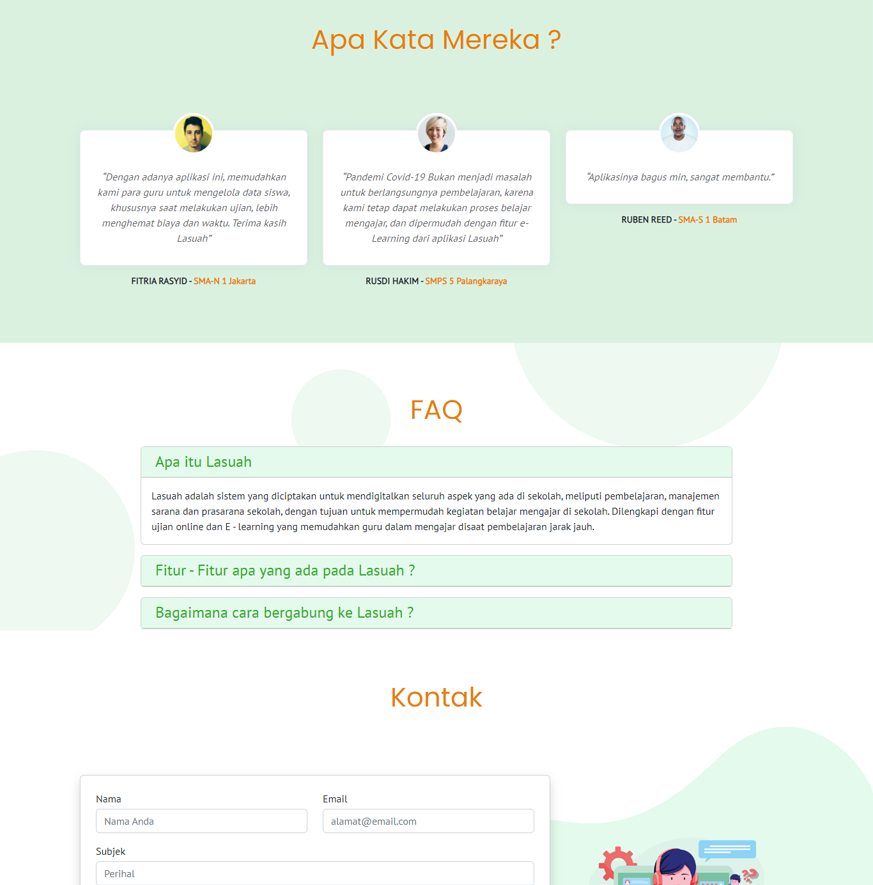 Apa Kata Mereka ?
“Dengan adanya aplikasi ini, memudahkan
kami para guru untuk mengelola data siswa,
khususnya saat melakukan ujian, lebih
menghemat biaya dan waktu. Terima kasih
Lasuah”
FITRIA RASYID - SMA-N 1 Jakarta
“Pandemi Covid-19 Bukan menjadi masalah
untuk berlangsungnya pembelajaran, karena
kami tetap dapat melakukan proses belajar
mengajar, dan dipermudah dengan fitur e-
Learning dari aplikasi Lasuah”
RUSDI HAKIM - SMPS 5 Palangkaraya
“Aplikasinya bagus min, sangat membantu.”
RUBEN REED - SMA-S 1 Batam
FAQ
Apa itu Lasuah
Lasuah adalah sistem yang diciptakan untuk mendigitalkan seluruh aspek yang ada di sekolah, meliputi pembelajaran, manajemen
sarana dan prasarana sekolah, dengan tujuan untuk mempermudah kegiatan belajar mengajar di sekolah. Dilengkapi dengan fitur
ujian online dan E - learning yang memudahkan guru dalam mengajar disaat pembelajaran jarak jauh.
Fitur - Fitur apa yang ada pada Lasuah ?
Bagaimana cara bergabung ke Lasuah ?
Kontak
Nama
Email
Nama Anda
alamat@email.com
Subjek
Perihal